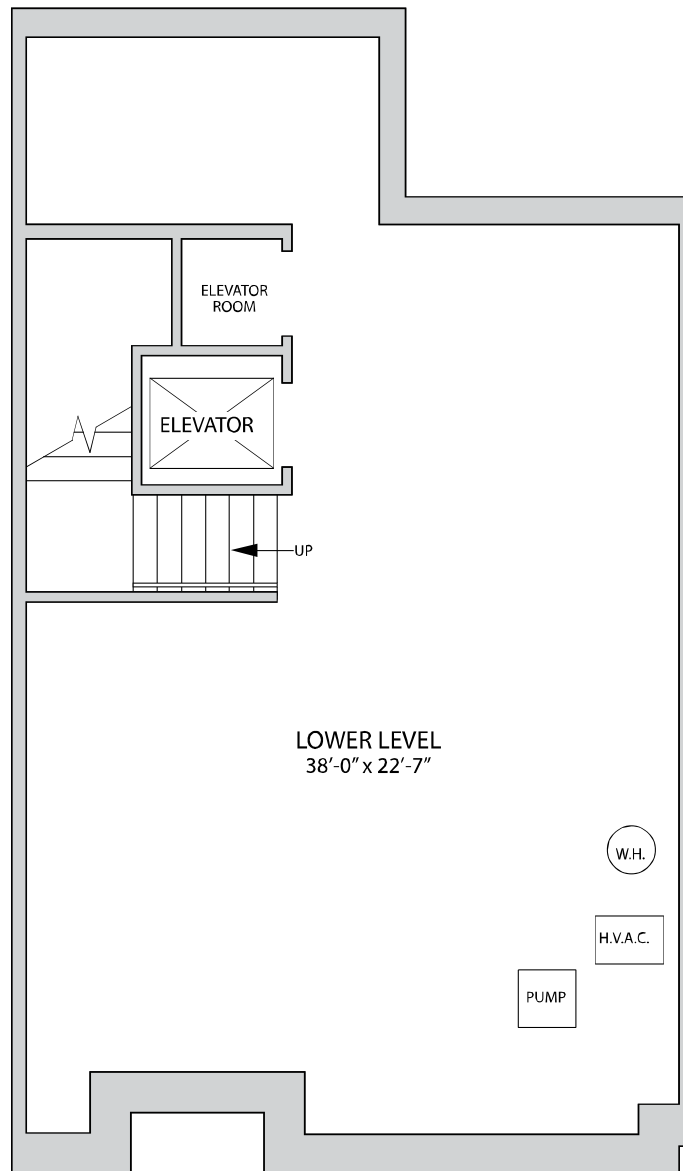 ELEVATOR
ROOM
ELEVATOR
UP
LOWER LEVEL
38’-0” x 22’-7”
W.H.
H.V.A.C.
PUMP